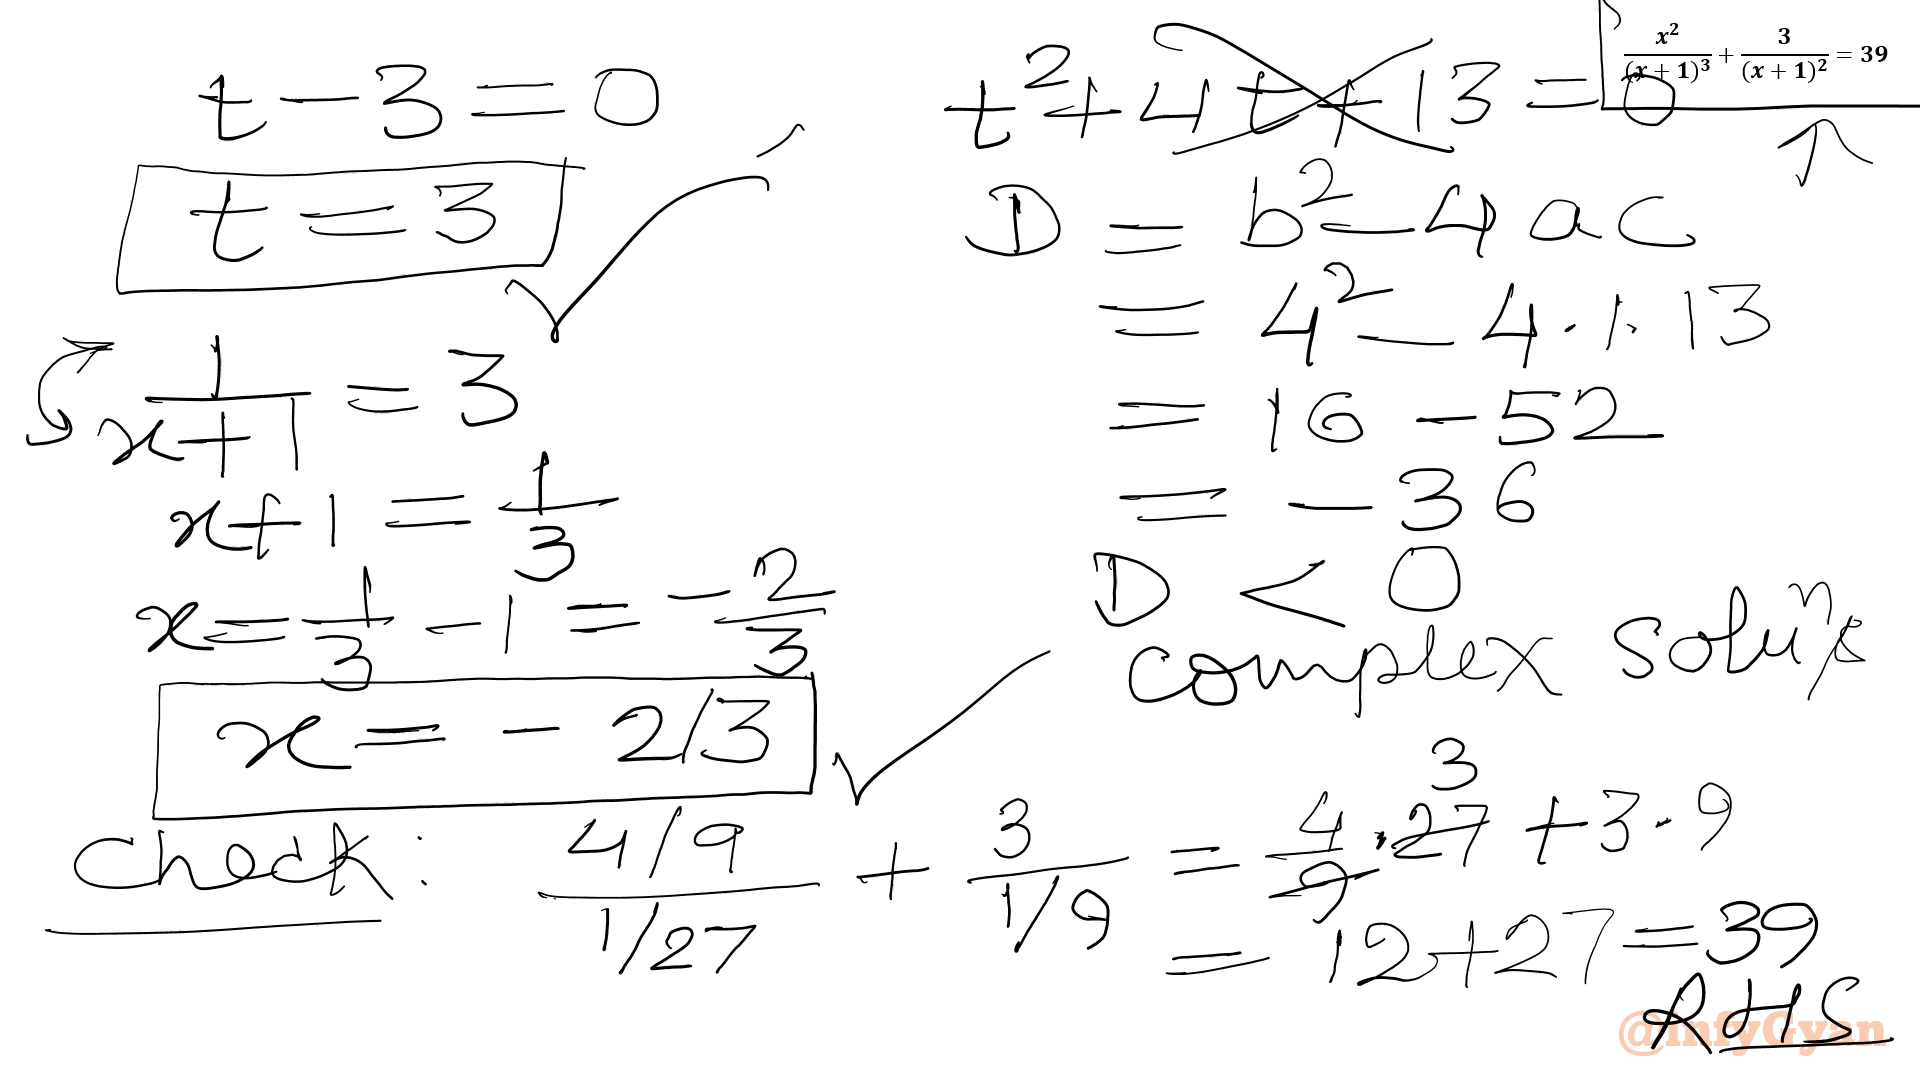 x²/(x + 1)³ + 3/(x + 1)² = 39
t - 3 = 0
t = 3
1/(x+1) = 3
x+1 = 1/3
x = 1/3 - 1 = -2/3
x = - 2/3
t² + 4t + 13 = 0
D = b² - 4ac
= 4² - 4·1·13
= 16 - 52
= - 36
D < 0
complex soluⁿs
check: (4/9)/(1/27) + 3/(1/9) = 4/9 · 27 3 + 3·9
= 12+27 = 39
RHS
@InfyGyan